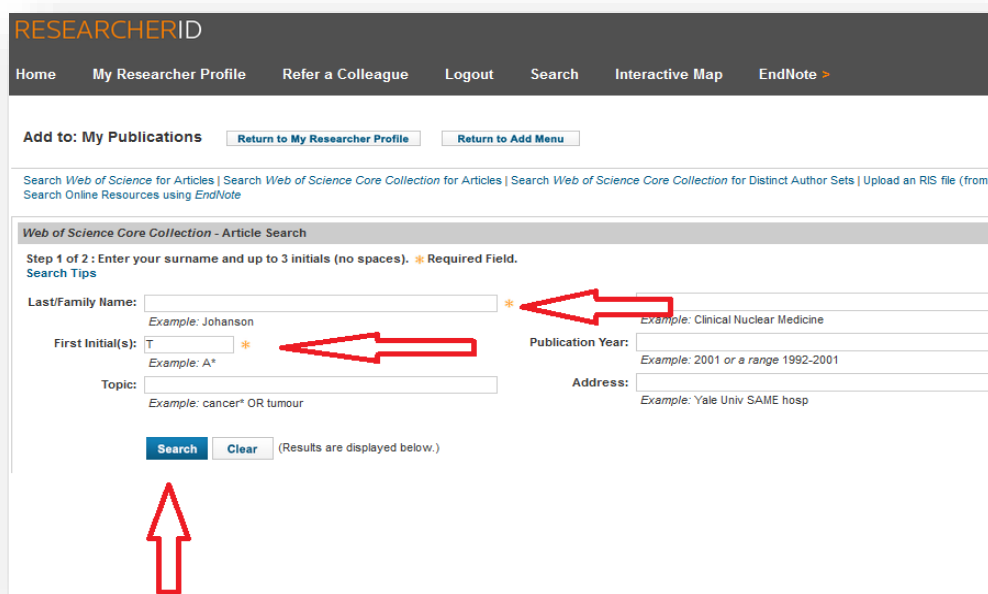 RESEARCHERID
Home My Researcher Profile Refer a Colleague Logout Search Interactive Map EndNote >
Add to: My Publications Return to My Researcher Profile Return to Add Menu
Search Web of Science for Articles | Search Web of Science Core Collection for Articles | Search Web of Science Core Collection for Distinct Author Sets | Upload an RIS file (from
Search Online Resources using EndNote
Web of Science Core Collection - Article Search
Step 1 of 2 : Enter your surname and up to 3 initials (no spaces). * Required Field.
Search Tips
Last/Family Name: *
Example: Johanson Example: Clinical Nuclear Medicine
First Initial(s): T * Publication Year:
Example: A* Example: 2001 or a range 1992-2001
Topic: Address:
Example: cancer* OR tumour Example: Yale Univ SAME hosp
Search Clear (Results are displayed below.)